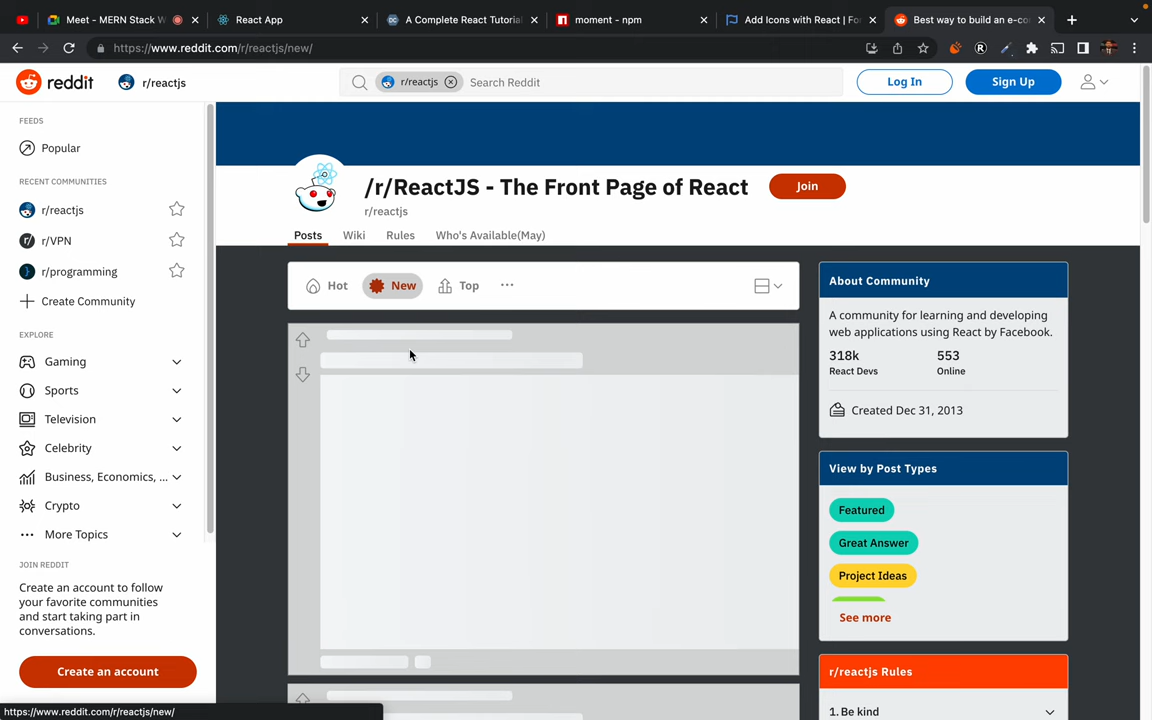 Meet - MERN Stack W
React App
A Complete React Tutorial
moment - npm
Add Icons with React | Fo
Best way to build an e-co
https://www.reddit.com/r/reactjs/new/
reddit
r/reactjs
r/reactjs
Search Reddit
Log In
Sign Up
FEEDS
Popular
RECENT COMMUNITIES
r/reactjs
r/VPN
r/programming
Create Community
EXPLORE
Gaming
Sports
Television
Celebrity
Business, Economics, ...
Crypto
More Topics
JOIN REDDIT
Create an account to follow
your favorite communities
and start taking part in
conversations.
Create an account
https://www.reddit.com/r/reactjs/new/
/r/ReactJS - The Front Page of React
Join
r/reactjs
Posts
Wiki
Rules
Who's Available(May)
Hot
New
Top
About Community
A community for learning and developing
web applications using React by Facebook.
318k
553
React Devs
Online
Created Dec 31, 2013
View by Post Types
Featured
Great Answer
Project Ideas
See more
r/reactjs Rules
1. Be kind